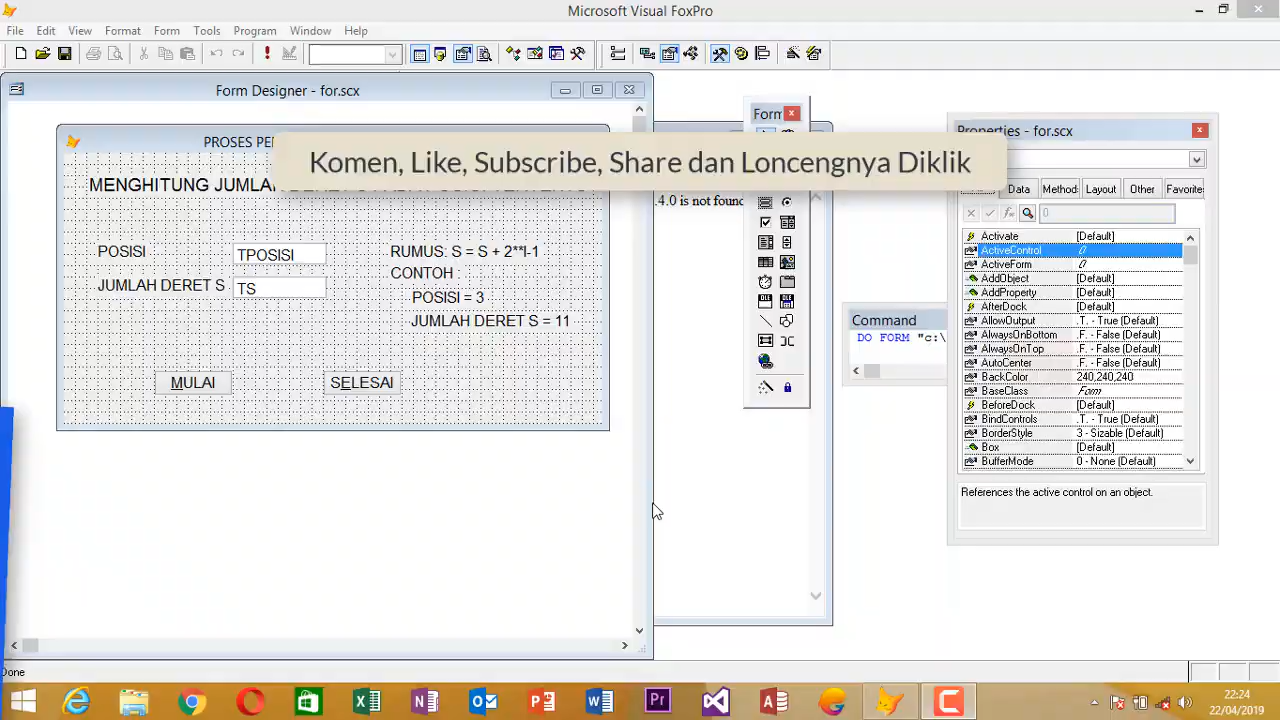 Microsoft Visual FoxPro
File Edit View Format Form Tools Program Window Help
Form Designer - for.scx
PROSES
Komen, Like, Subscribe, Share dan Loncengnya Diklik
MENGHITUNG JUMLAH
POSISI
TPOSISI
JUMLAH DERET S
TS
RUMUS: S = S + 2**I-1
CONTOH :
POSISI = 3
JUMLAH DERET S = 11
MULAI
SELESAI
.4.0 is not found
Form
Command
DO FORM "c:\
Properties - for.scx
Data Method Layout Other Favorite
0
Activate [Default]
ActiveControl 0
ActiveForm 0
AddObject [Default]
AddProperty [Default]
AfterDock [Default]
AllowOutput .T. - True (Default)
AlwaysOnBottom .F. - False (Default)
AlwaysOnTop .F. - False (Default)
AutoCenter .F. - False (Default)
BackColor 240,240,240
BaseClass Form
BeforeDock [Default]
BindControls .T. - True (Default)
BorderStyle 3 - Sizable (Default)
Box [Default]
BufferMode 0 - None (Default)
References the active control on an object.
Done
22:24
22/04/2019